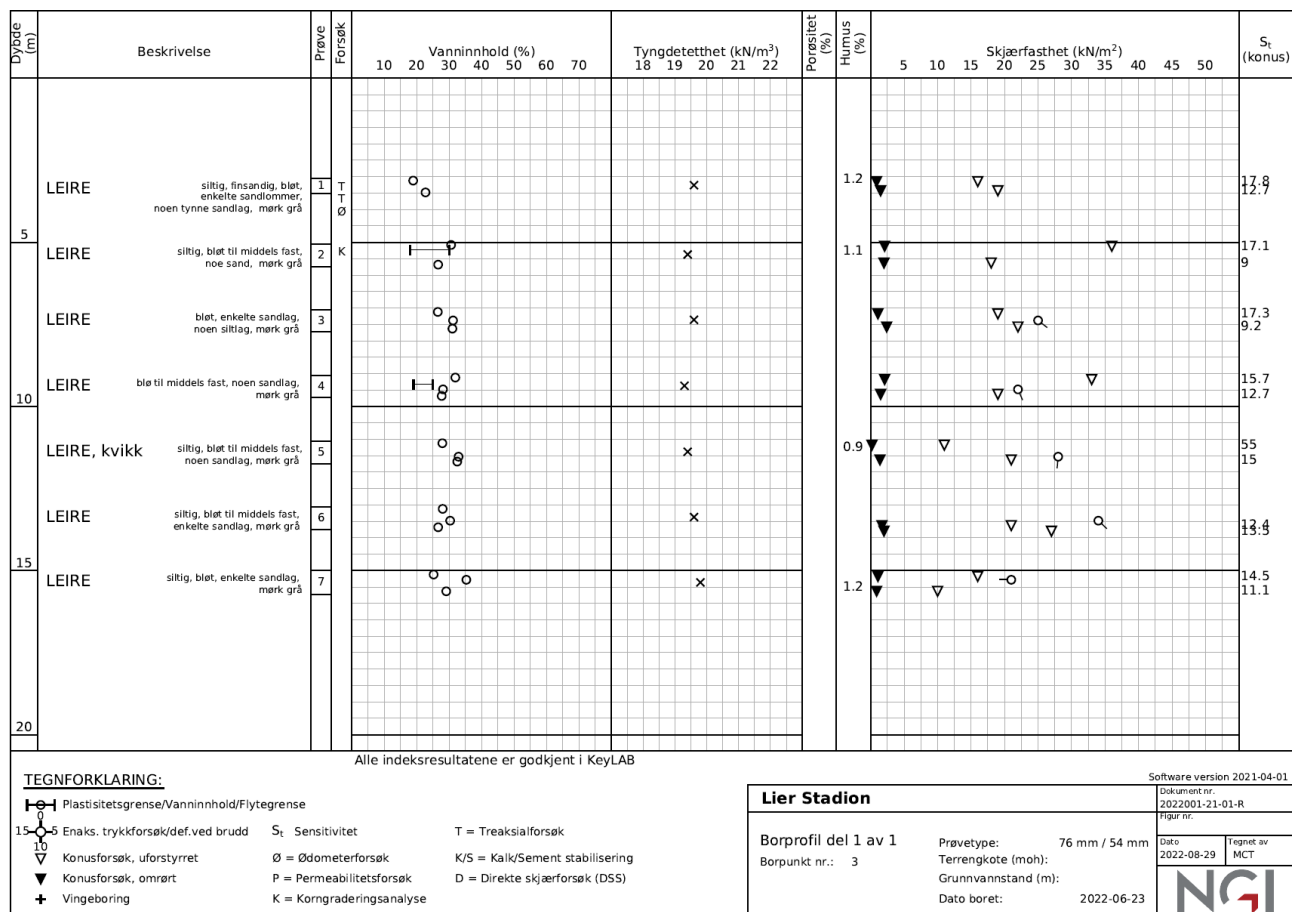 Dybde (m)
Beskrivelse
Prøve
Forsøk
Vanninnhold (%)
10 20 30 40 50 60 70
Tyngdetetthet (kN/m³)
18 19 20 21 22
Porøsitet (%)
Humus (%)
Skjærfasthet (kN/m²)
5 10 15 20 25 30 35 40 45 50
St (konus)
LEIRE
siltig, finsandig, bløt,
enkelte sandlommer,
noen tynne sandlag, mørk grå
1
T
T
Ø
1.2
17.8
12.7
5
LEIRE
siltig, bløt til middels fast,
noe sand, mørk grå
2
K
1.1
17.1
9
LEIRE
bløt, enkelte sandlag,
noen siltlag, mørk grå
3
17.3
9.2
LEIRE
blø til middels fast, noen sandlag,
mørk grå
4
15.7
12.7
10
LEIRE, kvikk
siltig, bløt til middels fast,
noen sandlag, mørk grå
5
0.9
55
15
LEIRE
siltig, bløt til middels fast,
enkelte sandlag, mørk grå
6
13.5
15
LEIRE
siltig, bløt, enkelte sandlag,
mørk grå
7
1.2
14.5
11.1
20
Alle indeksresultatene er godkjent i KeyLAB
TEGNFORKLARING:
Plastisitetsgrense/Vanninnhold/Flytegrense
0
15 5 Enaks. trykkforsøk/def.ved brudd
10
Konusforsøk, uforstyrret
Konusforsøk, omrørt
Vingeboring
St Sensitivitet
Ø = Ødometerforsøk
P = Permeabilitetsforsøk
K = Korngraderingsanalyse
T = Treaksialforsøk
K/S = Kalk/Sement stabilisering
D = Direkte skjærforsøk (DSS)
Software version 2021-04-01
Lier Stadion
Dokument nr.
2022001-21-01-R
Figur nr.
Borprofil del 1 av 1
Borpunkt nr.: 3
Prøvetype: 76 mm / 54 mm
Terrengkote (moh):
Grunnvannstand (m):
Dato boret: 2022-06-23
Dato
2022-08-29
Tegnet av
MCT
NGI